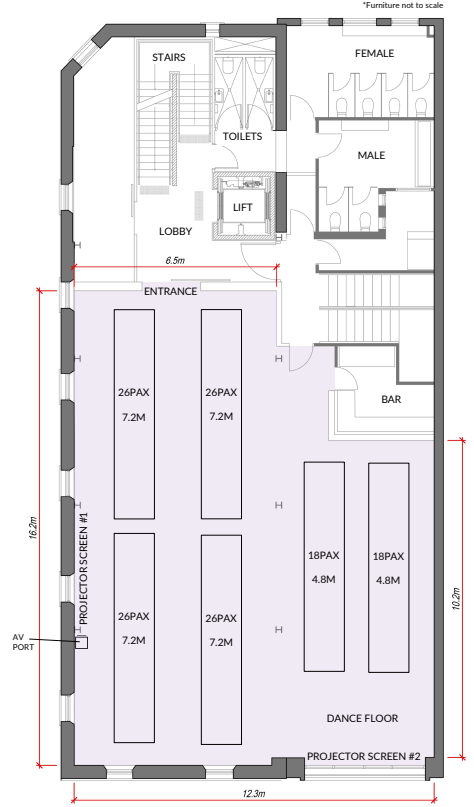 *Furniture not to scale
STAIRS
FEMALE
TOILETS
MALE
LIFT
LOBBY
6.5m
ENTRANCE
26PAX
7.2M
26PAX
7.2M
BAR
16.2m
PROJECTOR SCREEN #1
18PAX
4.8M
18PAX
4.8M
10.2m
26PAX
7.2M
26PAX
7.2M
AV
PORT
DANCE FLOOR
PROJECTOR SCREEN #2
12.3m